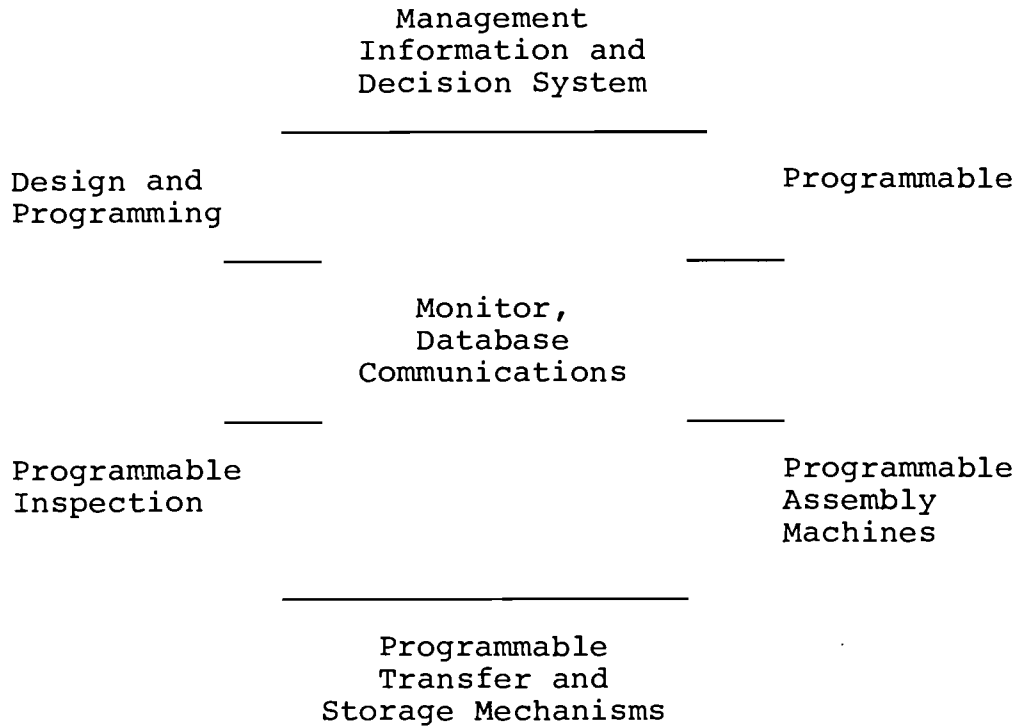 Management
Information and
Decision System
Design and
Programming
Programmable
Monitor,
Database
Communications
Programmable
Inspection
Programmable
Assembly
Machines
Programmable
Transfer and
Storage Mechanisms